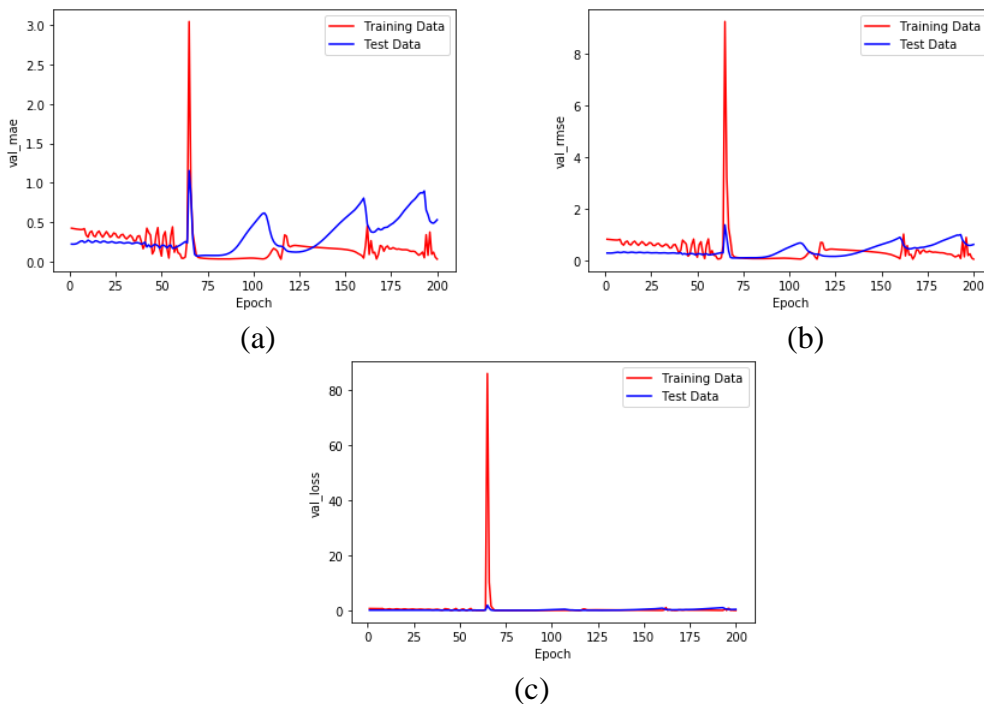 Training Data
Test Data
3.0
2.5
2.0
1.5
1.0
0.5
0.0
val_mae
0 25 50 75 100 125 150 175 200
Epoch
(a)
Training Data
Test Data
8
6
4
2
0
val_rmse
0 25 50 75 100 125 150 175 200
Epoch
(b)
Training Data
Test Data
80
60
40
20
0
val_loss
0 25 50 75 100 125 150 175 200
Epoch
(c)